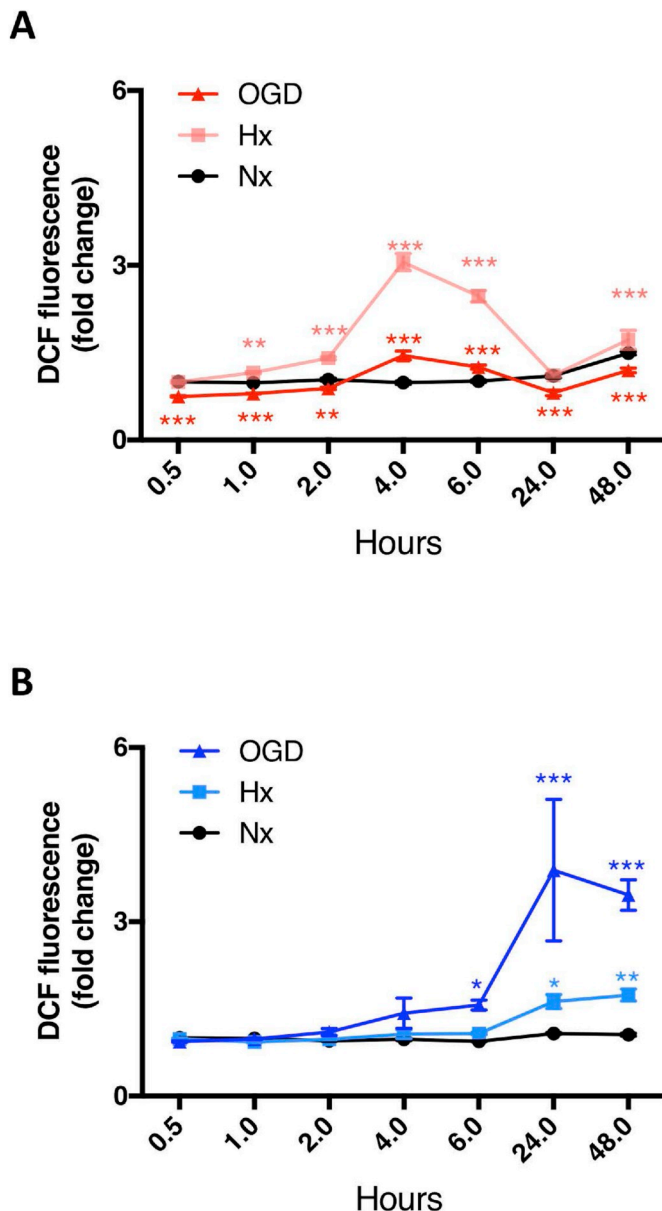 A
6
OGD
Hx
Nx
DCF fluorescence
(fold change)
***
***
***
**
***
***
***
3
***
***
**
***
***
0
0.5
1.0
2.0
4.0
6.0
24.0
48.0
Hours
B
6
OGD
Hx
Nx
DCF fluorescence
(fold change)
***
***
3
*
*
**
0
0.5
1.0
2.0
4.0
6.0
24.0
48.0
Hours